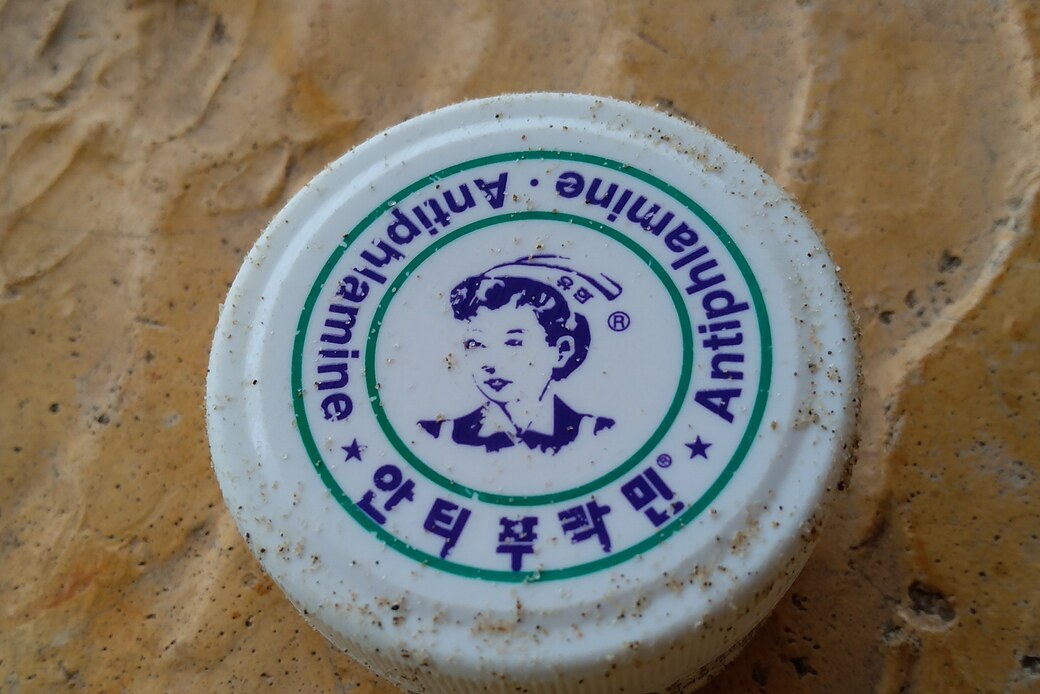 ★ Antiphlamine · Antiphlamine ★
®
안티푸라민®